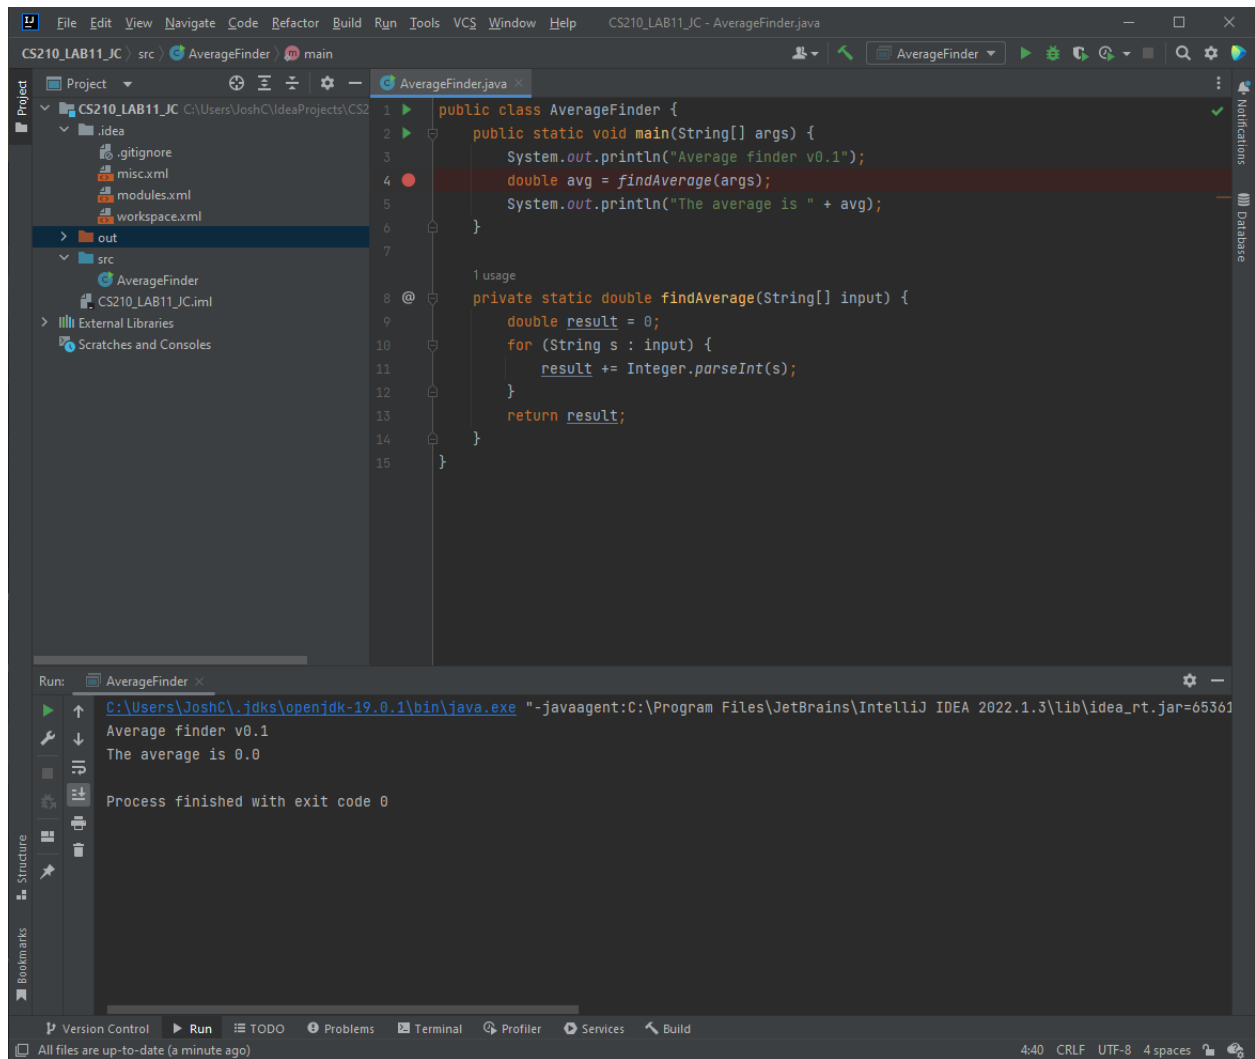 File Edit View Navigate Code Refactor Build Run Tools VCS Window Help CS210_LAB11_JC - AverageFinder.java
CS210_LAB11_JC src AverageFinder main AverageFinder
Project
Project
CS210_LAB11_JC C:\Users\JoshC\IdeaProjects\CS2
.idea
.gitignore
misc.xml
modules.xml
workspace.xml
out
src
AverageFinder
CS210_LAB11_JC.iml
External Libraries
Scratches and Consoles
AverageFinder.java
1 public class AverageFinder {
2 public static void main(String[] args) {
3 System.out.println("Average finder v0.1");
4 double avg = findAverage(args);
5 System.out.println("The average is " + avg);
6 }
7
1 usage
8 @ private static double findAverage(String[] input) {
9 double result = 0;
10 for (String s : input) {
11 result += Integer.parseInt(s);
12 }
13 return result;
14 }
15 }
Notifications
Database
Run: AverageFinder
C:\Users\JoshC\.jdks\openjdk-19.0.1\bin\java.exe "-javaagent:C:\Program Files\JetBrains\IntelliJ IDEA 2022.1.3\lib\idea_rt.jar=65361
Average finder v0.1
The average is 0.0
Process finished with exit code 0
Structure
Bookmarks
Version Control Run TODO Problems Terminal Profiler Services Build
All files are up-to-date (a minute ago) 4:40 CRLF UTF-8 4 spaces